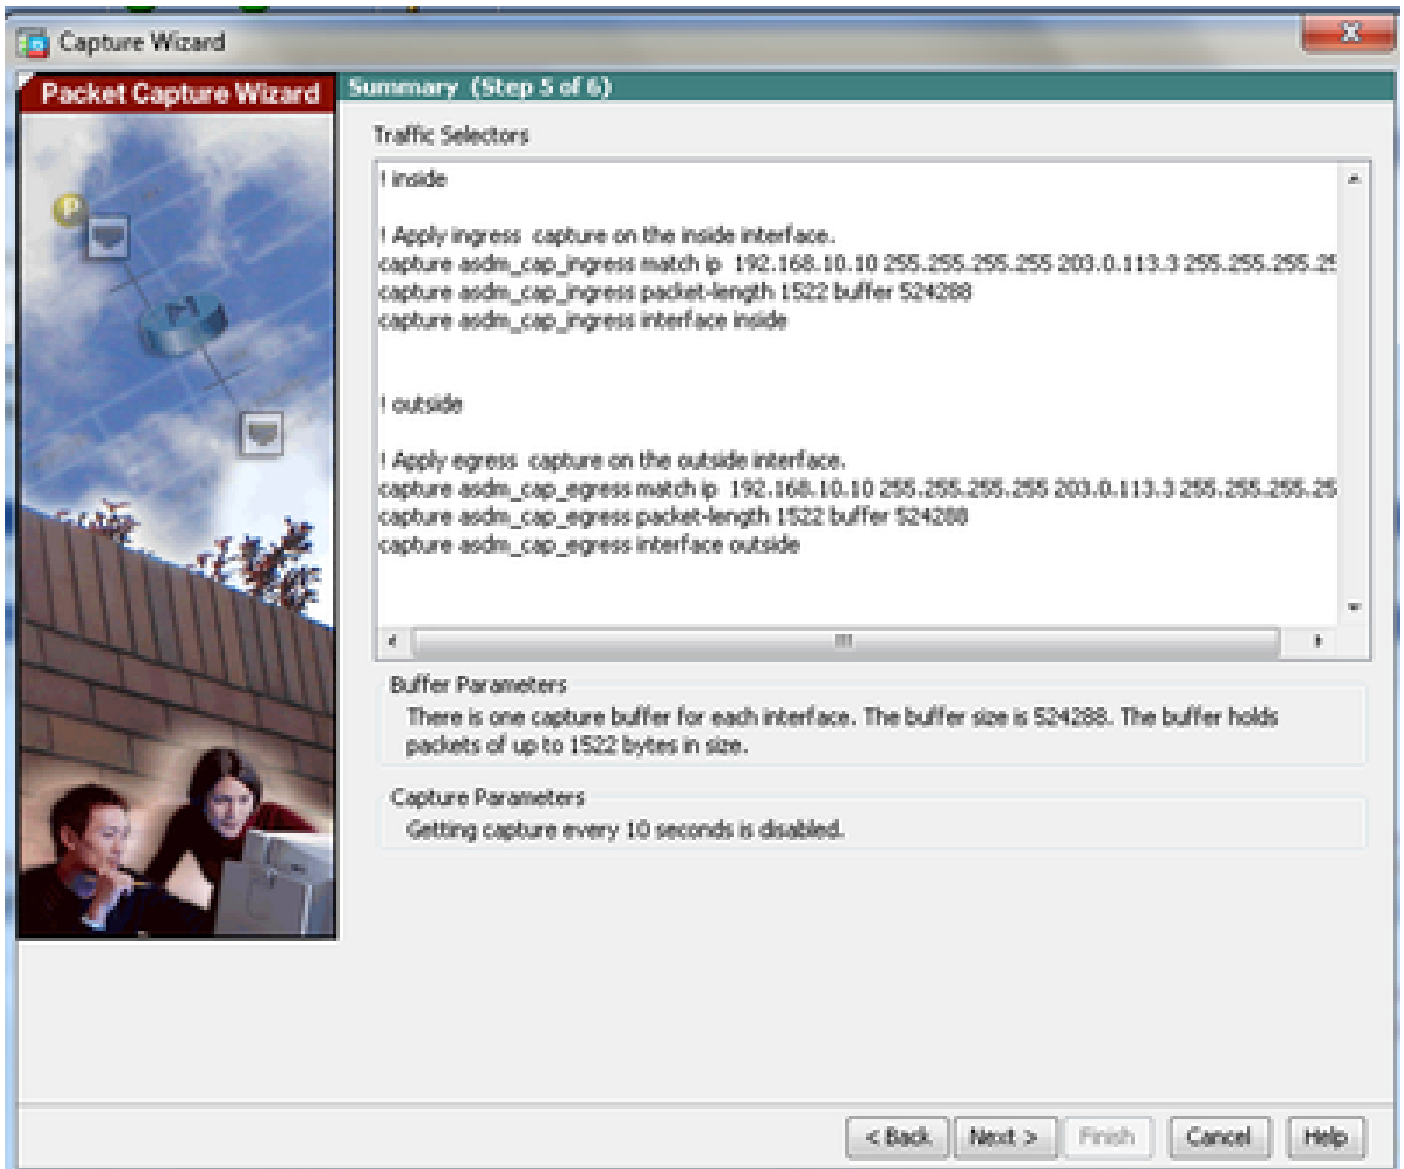 Capture Wizard
Packet Capture Wizard
Summary (Step 5 of 6)
Traffic Selectors
! inside
! Apply ingress capture on the inside interface.
capture asdm_cap_ingress match ip 192.168.10.10 255.255.255.255 203.0.113.3 255.255.255.25
capture asdm_cap_ingress packet-length 1522 buffer 524288
capture asdm_cap_ingress interface inside
! outside
! Apply egress capture on the outside interface.
capture asdm_cap_egress match ip 192.168.10.10 255.255.255.255 203.0.113.3 255.255.255.25
capture asdm_cap_egress packet-length 1522 buffer 524288
capture asdm_cap_egress interface outside
Buffer Parameters
There is one capture buffer for each interface. The buffer size is 524288. The buffer holds
packets of up to 1522 bytes in size.
Capture Parameters
Getting capture every 10 seconds is disabled.
< Back Next > Finish Cancel Help